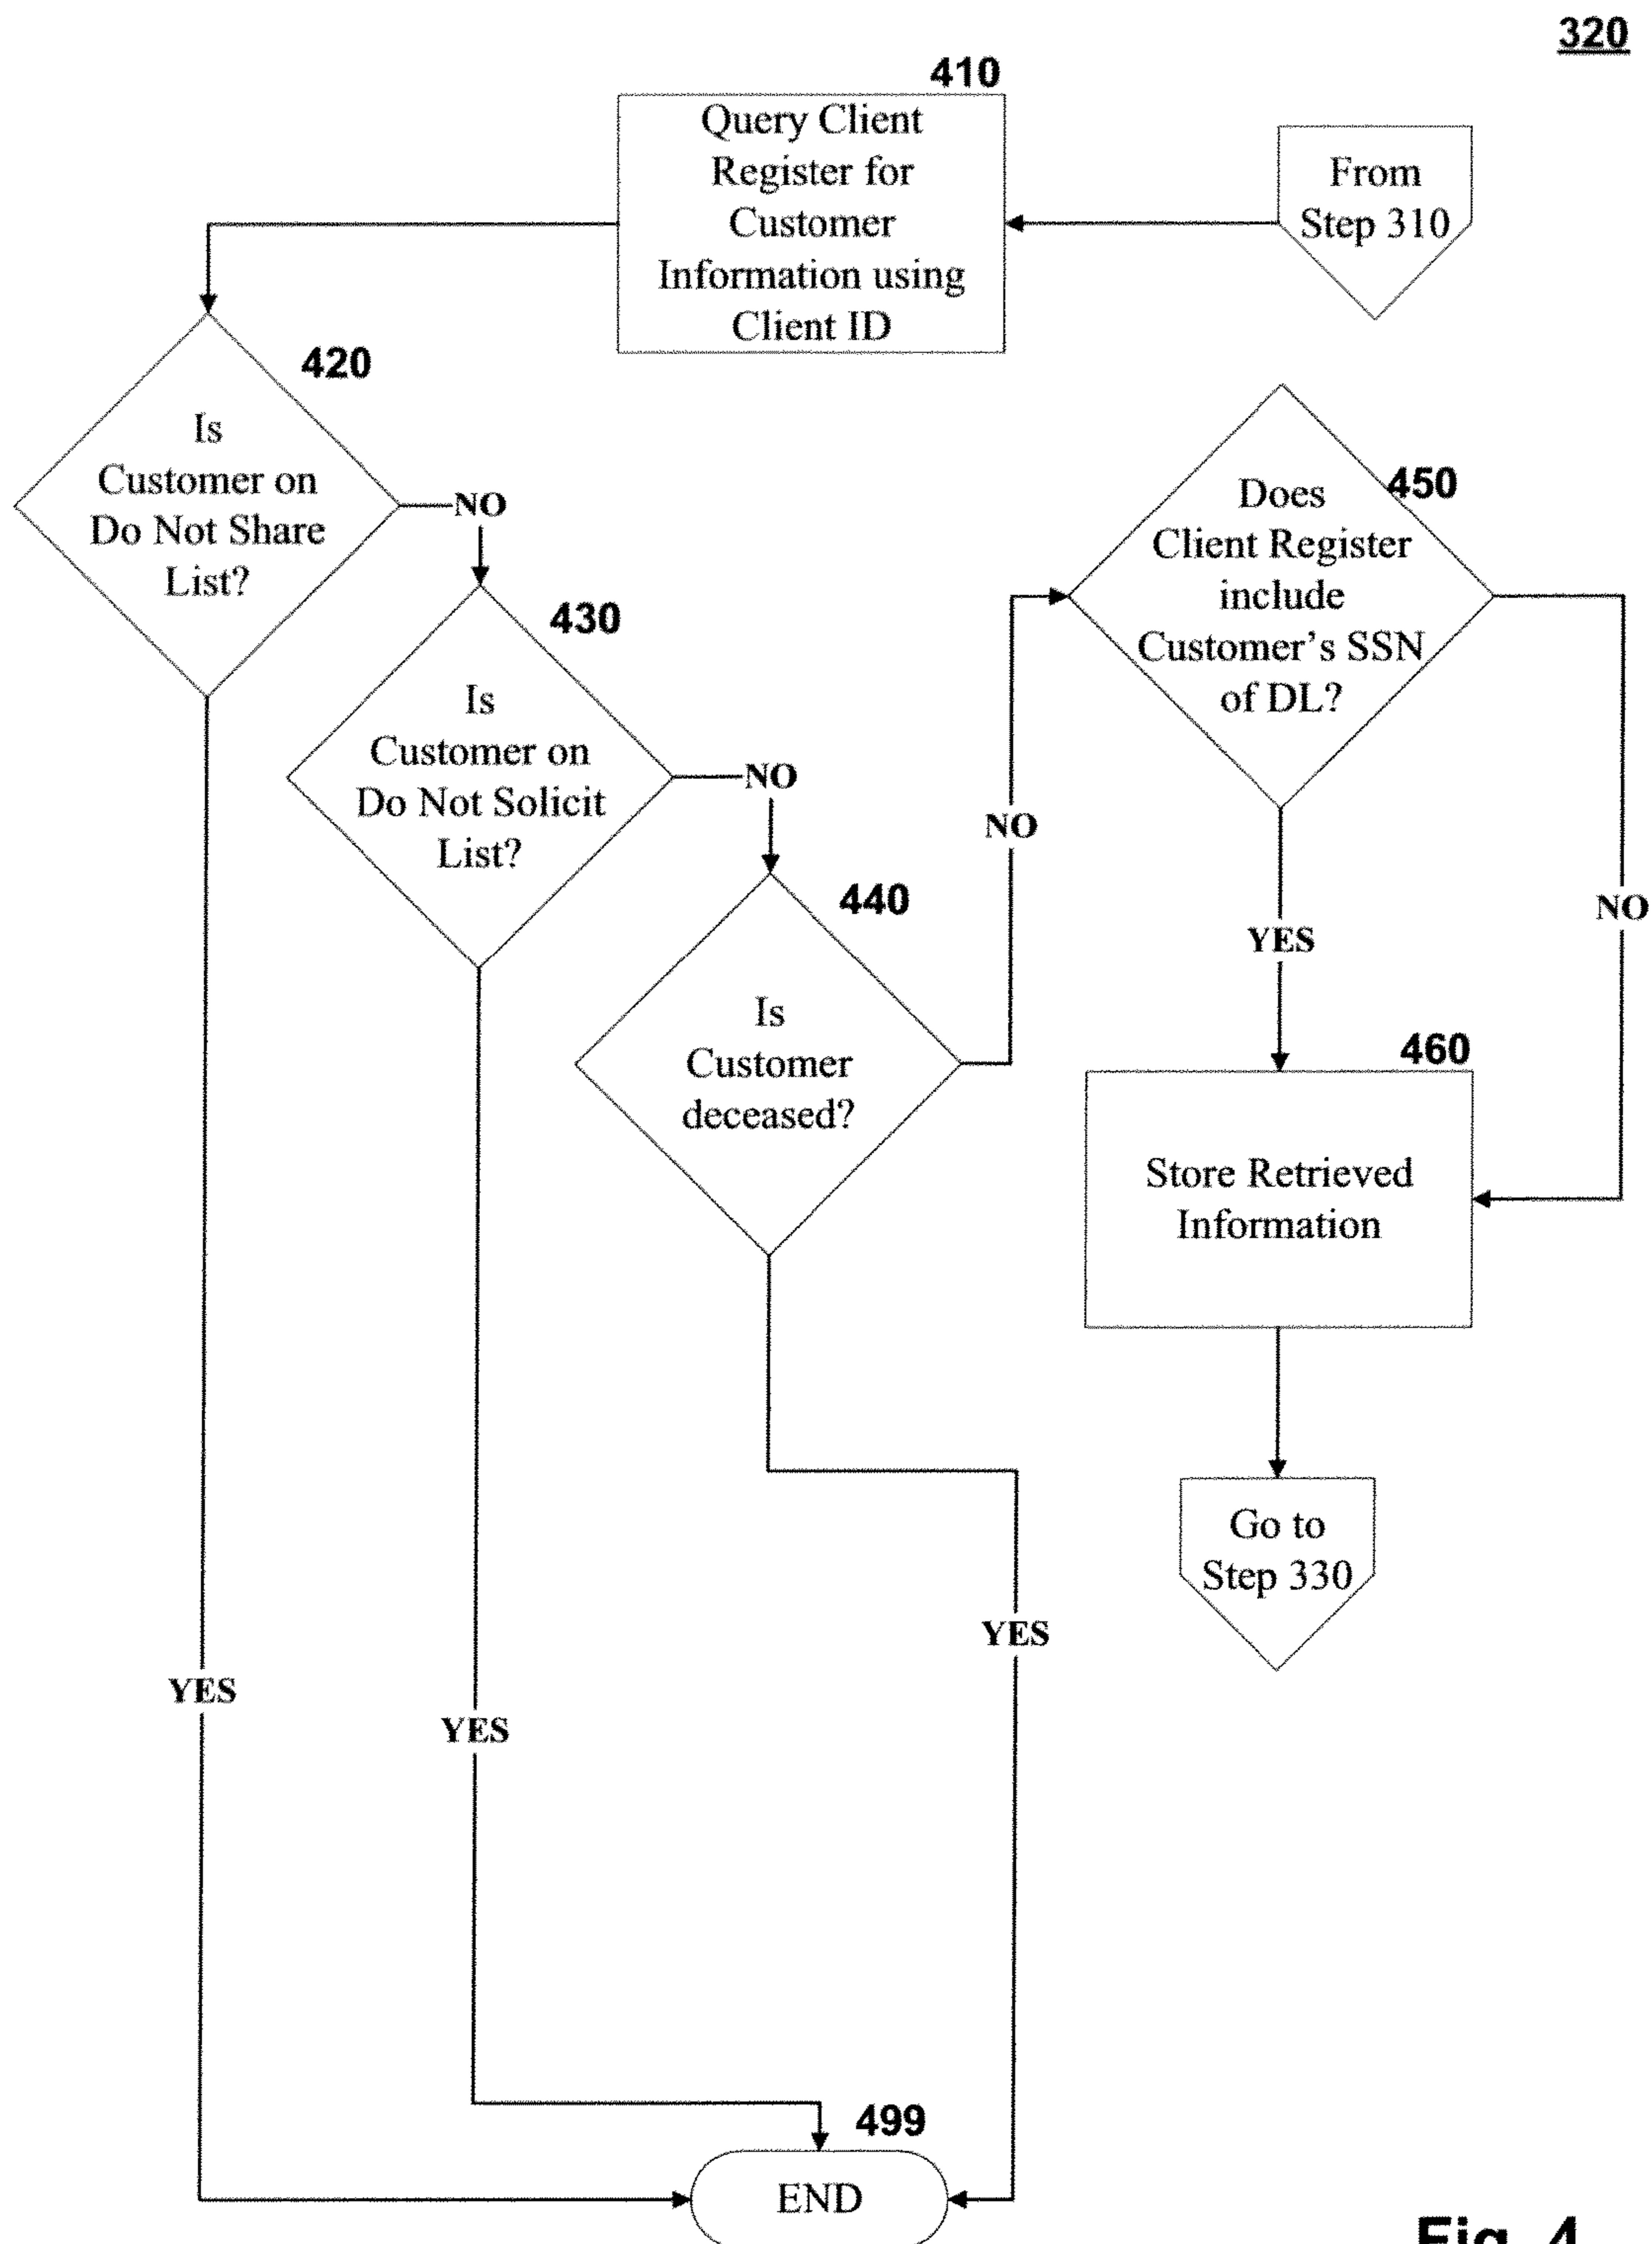 320
410
Query Client
Register for
Customer
Information using
Client ID
From
Step 310
420
Is
Customer on
Do Not Share
List?
NO
430
Is
Customer on
Do Not Solicit
List?
NO
440
Is
Customer
deceased?
NO
450
Does
Client Register
include
Customer's SSN
of DL?
YES
NO
460
Store Retrieved
Information
Go to
Step 330
YES
YES
YES
499
END
Fig. 4